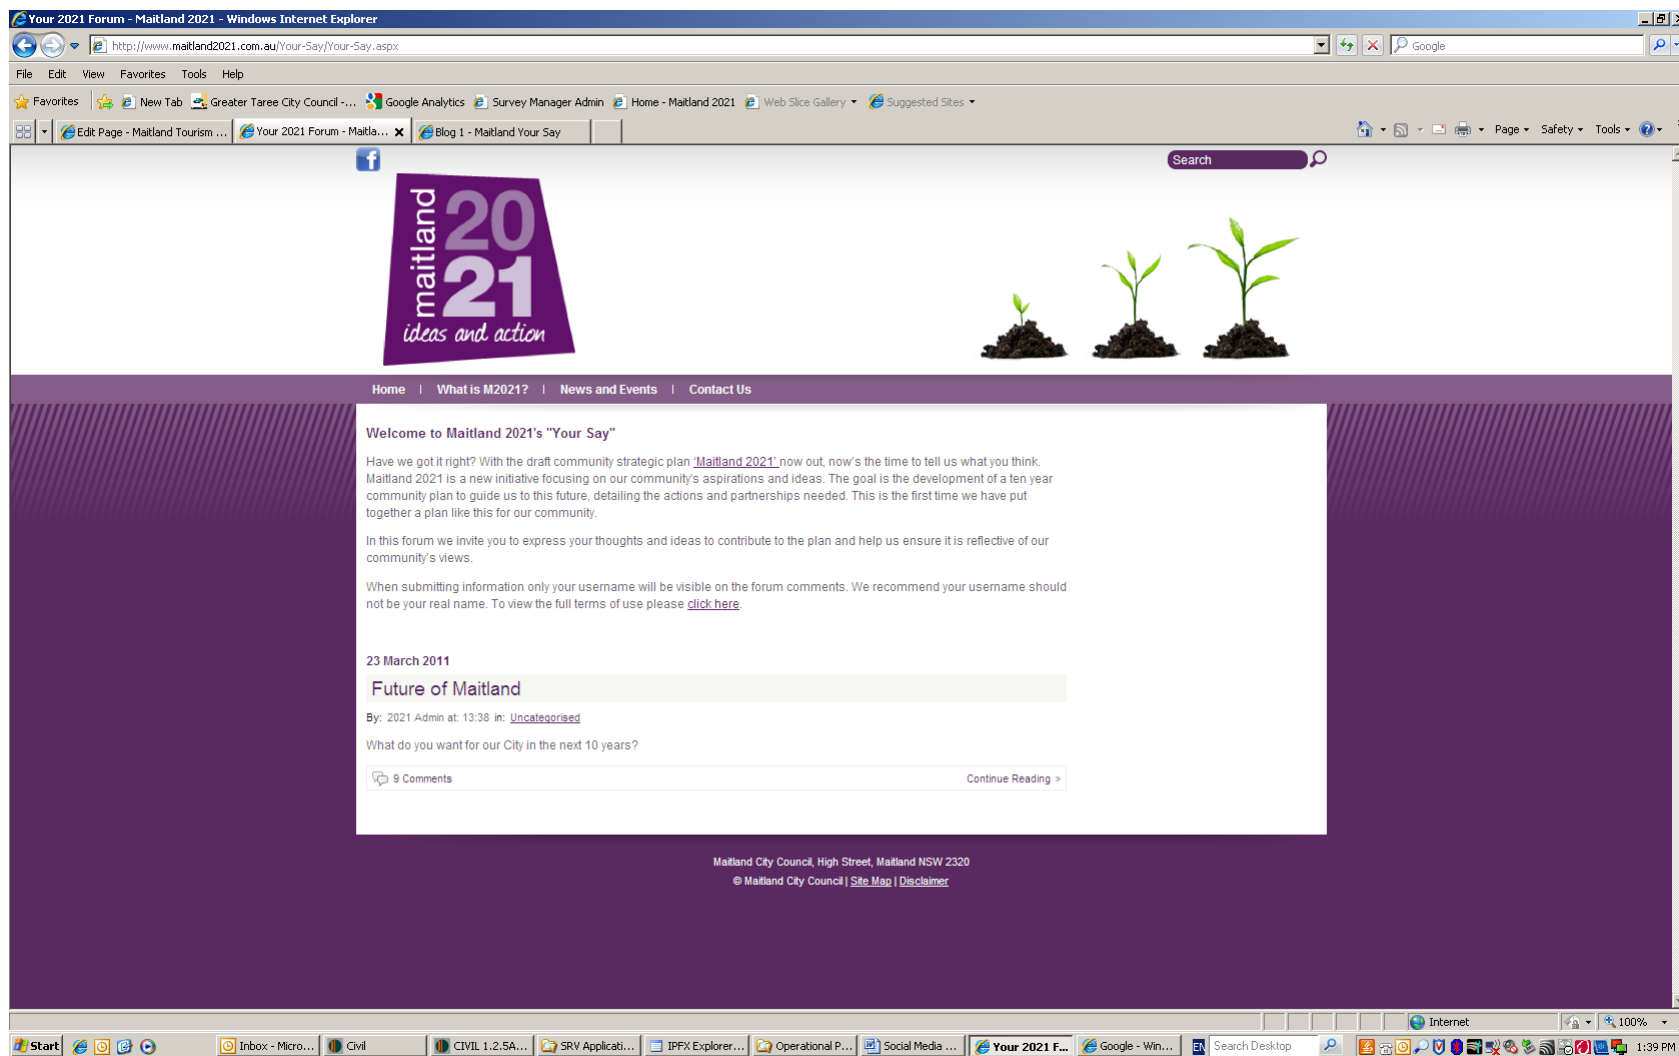 Your 2021 Forum - Maitland 2021 - Windows Internet Explorer
http://www.maitland2021.com.au/Your-Say/Your-Say.aspx
Google
File Edit View Favorites Tools Help
Favorites New Tab Greater Taree City Council -... Google Analytics Survey Manager Admin Home - Maitland 2021 Web Slice Gallery Suggested Sites
Edit Page - Maitland Tourism ... Your 2021 Forum - Maitla... Blog 1 - Maitland Your Say Page Safety Tools
f
Search
maitland
20
21
ideas and action
Home | What is M2021? | News and Events | Contact Us
Welcome to Maitland 2021's "Your Say"
Have we got it right? With the draft community strategic plan 'Maitland 2021' now out, now's the time to tell us what you think.
Maitland 2021 is a new initiative focusing on our community's aspirations and ideas. The goal is the development of a ten year
community plan to guide us to this future, detailing the actions and partnerships needed. This is the first time we have put
together a plan like this for our community.
In this forum we invite you to express your thoughts and ideas to contribute to the plan and help us ensure it is reflective of our
community's views.
When submitting information only your username will be visible on the forum comments. We recommend your username should
not be your real name. To view the full terms of use please click here.
23 March 2011
Future of Maitland
By: 2021 Admin at: 13:38 in: Uncategorised
What do you want for our City in the next 10 years?
9 Comments Continue Reading »
Maitland City Council, High Street, Maitland NSW 2320
© Maitland City Council | Site Map | Disclaimer
Internet 100%
Start Inbox - Micro... Civil CIVIL 1.2.5A... SRV Applicati... IPFX Explorer... Operational P... Social Media ... Your 2021 F... Google - Win... EN Search Desktop 1:39 PM